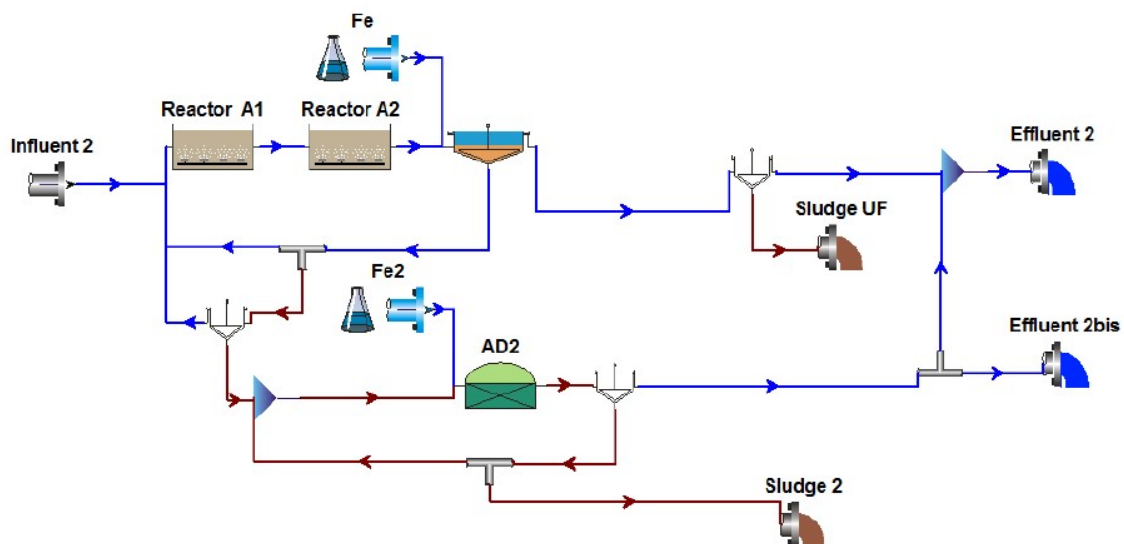 Fe
Reactor A1
Reactor A2
Influent 2
Effluent 2
Sludge UF
Fe2
AD2
Effluent 2bis
Sludge 2